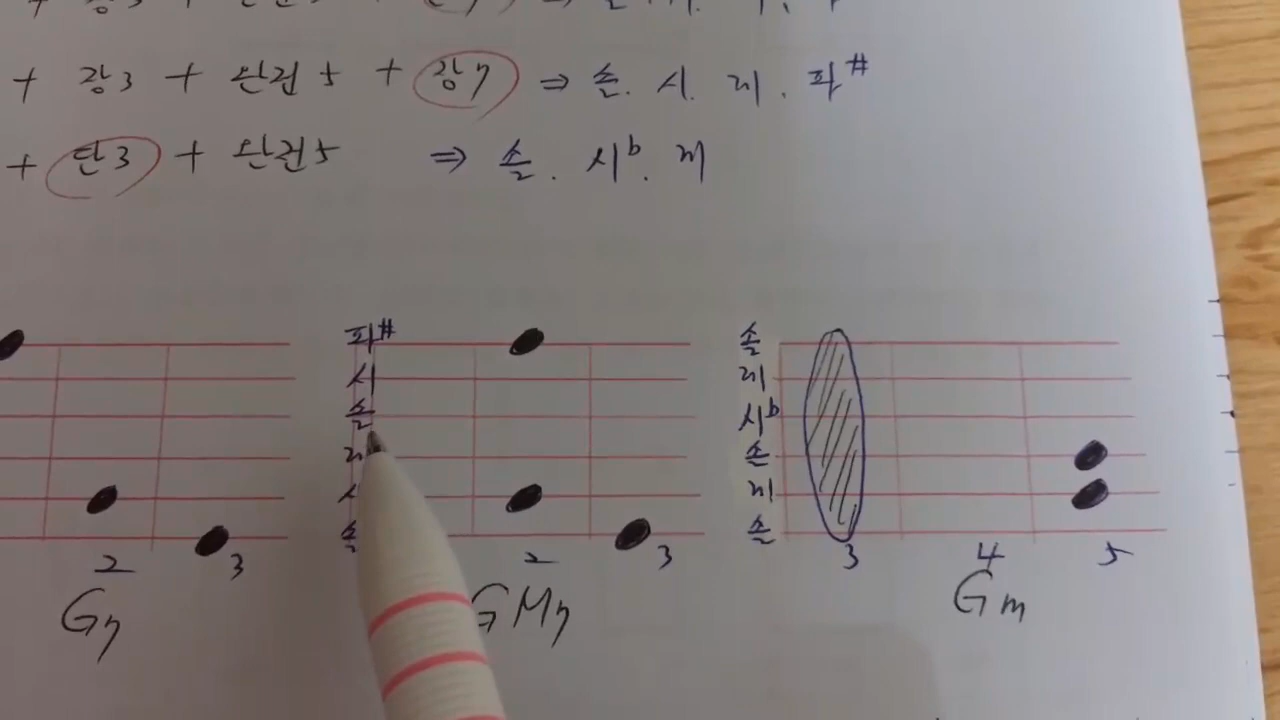 + 장3 + 완전5 + 장7 ⇒ 솔. 시. 레. 파#
+ 단3 + 완전5 ⇒ 솔. 시b. 레
파#
시
솔
솔
2 3
G7
2 3
GM7
솔
레
시b
솔
레
솔
3 4 5
Gm